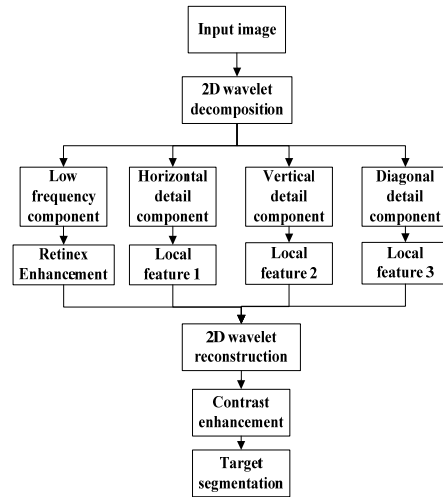 Input image
2D wavelet
decomposition
Low
frequency
component
Horizontal
detail
component
Vertical
detail
component
Diagonal
detail
component
Retinex
Enhancement
Local
feature 1
Local
feature 2
Local
feature 3
2D wavelet
reconstruction
Contrast
enhancement
Target
segmentation